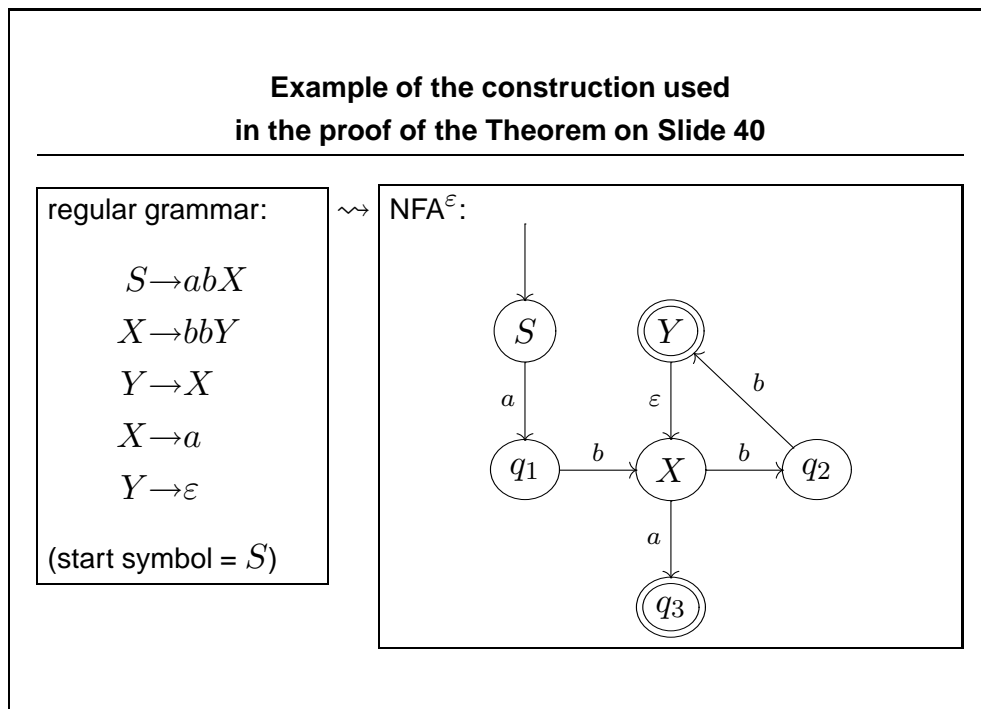 Example of the construction used
in the proof of the Theorem on Slide 40
regular grammar:
S→abX
X→bbY
Y→X
X→a
Y→ε
(start symbol = S)
⇝
NFA^ε:
S
Y
a
ε
b
q₁
b
X
b
q₂
a
q₃